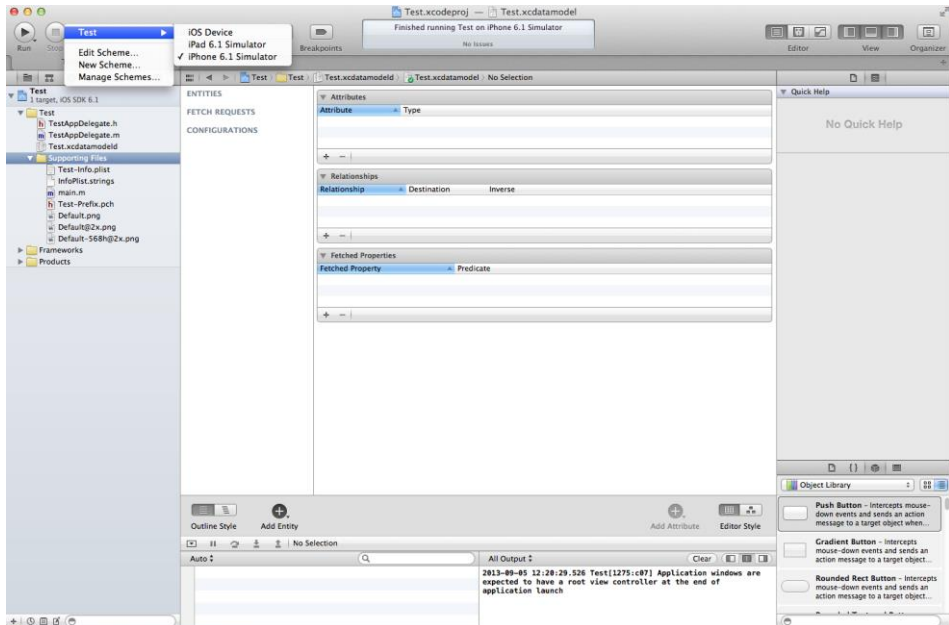 Test.xcodeproj — Test.xcdatamodel
Run
Stop
Test
Edit Scheme...
New Scheme...
Manage Schemes...
iOS Device
iPad 6.1 Simulator
✓ iPhone 6.1 Simulator
Breakpoints
Finished running Test on iPhone 6.1 Simulator
No Issues
Editor
View
Organizer
Test
1 target, iOS SDK 6.1
Test
TestAppDelegate.h
TestAppDelegate.m
Test.xcdatamodeld
Supporting Files
Test-Info.plist
InfoPlist.strings
main.m
Test-Prefix.pch
Default.png
Default@2x.png
Default-568h@2x.png
Frameworks
Products
Test
Test
Test.xcdatamodeld
Test.xcdatamodel
No Selection
ENTITIES
FETCH REQUESTS
CONFIGURATIONS
Attributes
Attribute
Type
+ −
Relationships
Relationship
Destination
Inverse
+ −
Fetched Properties
Fetched Property
Predicate
+ −
Outline Style
Add Entity
Add Attribute
Editor Style
No Selection
Auto
All Output
Clear
2013-09-05 12:20:29.526 Test[1275:c07] Application windows are
expected to have a root view controller at the end of
application launch
Quick Help
No Quick Help
{}
Object Library
Push Button - Intercepts mouse-
down events and sends an action
message to a target object when...
Gradient Button - Intercepts
mouse-down events and sends an
action message to a target object...
Rounded Rect Button - Intercepts
mouse-down events and sends an
action message to a target object...